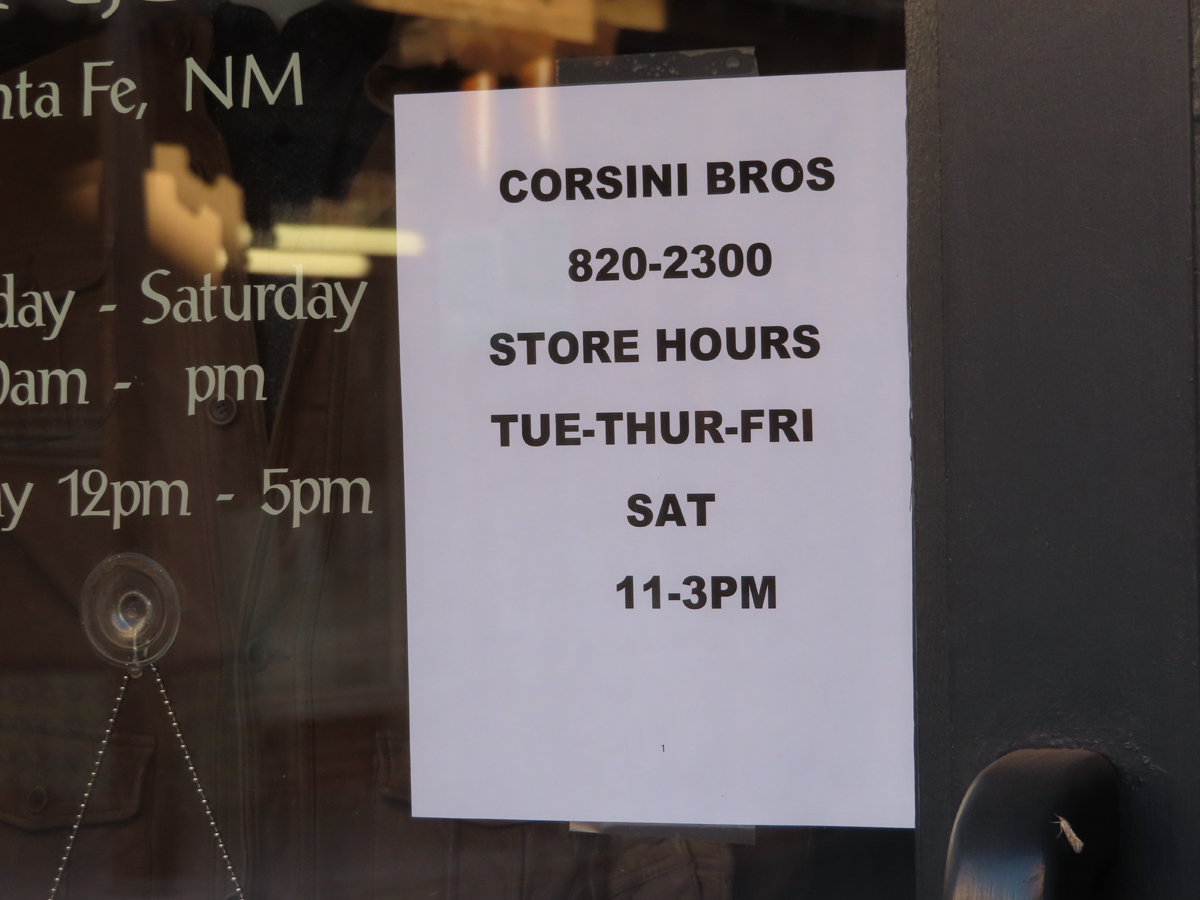 nta Fe, NM
day - Saturday
0am - pm
y 12pm - 5pm
CORSINI BROS
820-2300
STORE HOURS
TUE-THUR-FRI
SAT
11-3PM
1